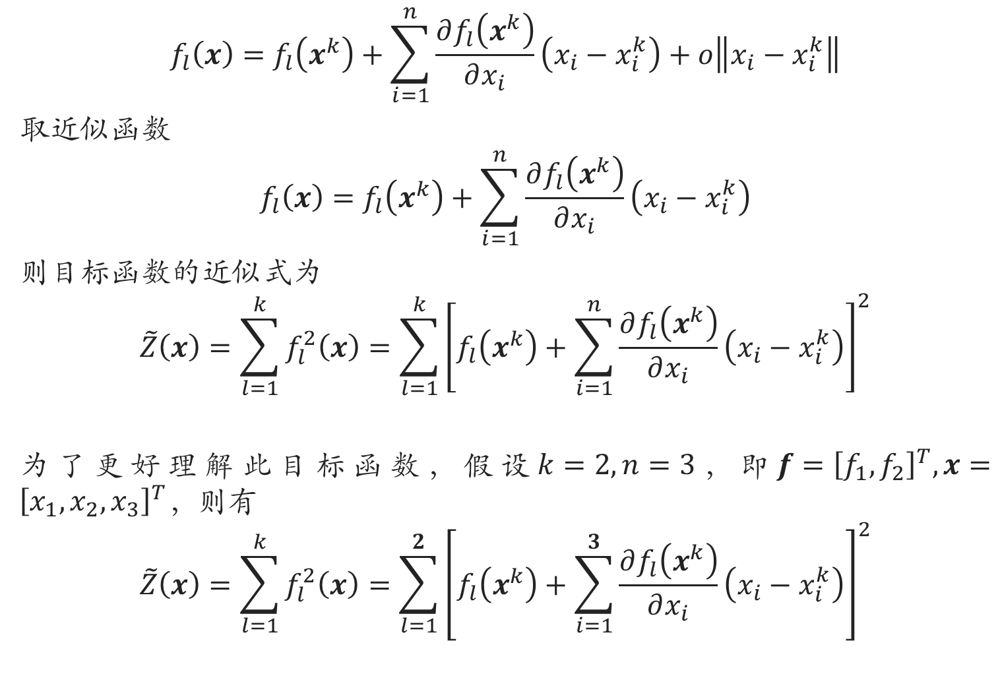 $f_l(\boldsymbol{x}) = f_l(\boldsymbol{x}^k) + \sum_{i=1}^{n} \frac{\partial f_l(\boldsymbol{x}^k)}{\partial x_i} (x_i - x_i^k) + o\|x_i - x_i^k\|$
取近似函数
$f_l(\boldsymbol{x}) = f_l(\boldsymbol{x}^k) + \sum_{i=1}^{n} \frac{\partial f_l(\boldsymbol{x}^k)}{\partial x_i} (x_i - x_i^k)$
则目标函数的近似式为
$\tilde{Z}(\boldsymbol{x}) = \sum_{l=1}^{k} f_l^2(\boldsymbol{x}) = \sum_{l=1}^{k} \left[ f_l(\boldsymbol{x}^k) + \sum_{i=1}^{n} \frac{\partial f_l(\boldsymbol{x}^k)}{\partial x_i} (x_i - x_i^k) \right]^2$
为了更好理解此目标函数，假设$k = 2, n = 3$，即$\boldsymbol{f} = [f_1, f_2]^T, \boldsymbol{x} =$
$[x_1, x_2, x_3]^T$，则有
$\tilde{Z}(\boldsymbol{x}) = \sum_{l=1}^{k} f_l^2(\boldsymbol{x}) = \sum_{l=1}^{\mathbf{2}} \left[ f_l(\boldsymbol{x}^k) + \sum_{i=1}^{\mathbf{3}} \frac{\partial f_l(\boldsymbol{x}^k)}{\partial x_i} (x_i - x_i^k) \right]^2$